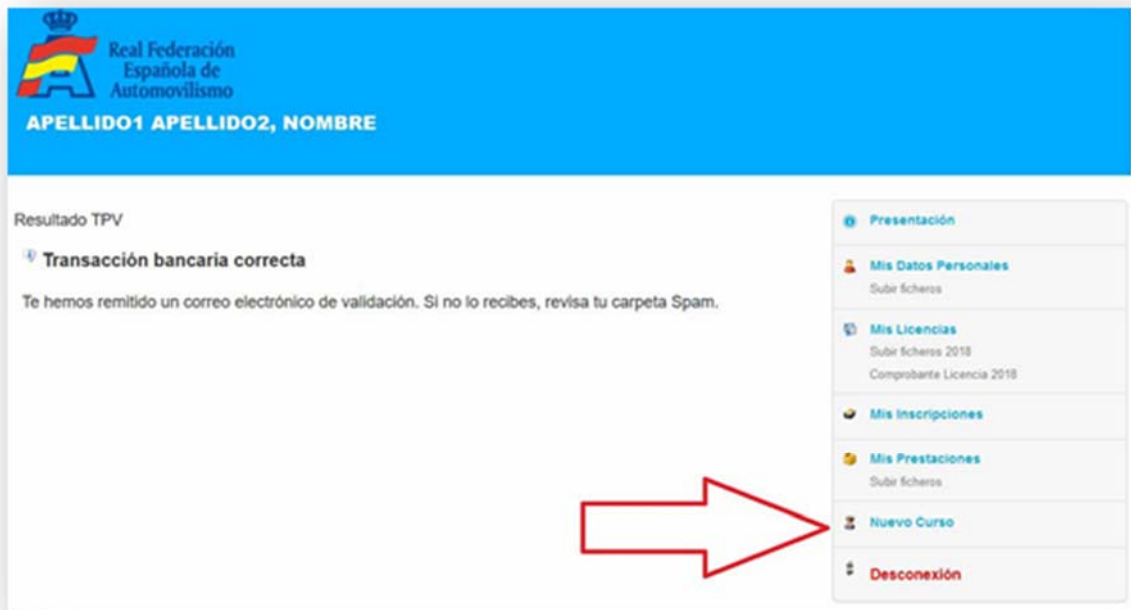 Real Federación
Española de
Automovilismo
APELLIDO1 APELLIDO2, NOMBRE
Resultado TPV
Transacción bancaria correcta
Te hemos remitido un correo electrónico de validación. Si no lo recibes, revisa tu carpeta Spam.
Presentación
Mis Datos Personales
Subir ficheros
Mis Licencias
Subir ficheros 2018
Comprobante Licencia 2018
Mis Inscripciones
Mis Prestaciones
Subir ficheros
Nuevo Curso
Desconexión